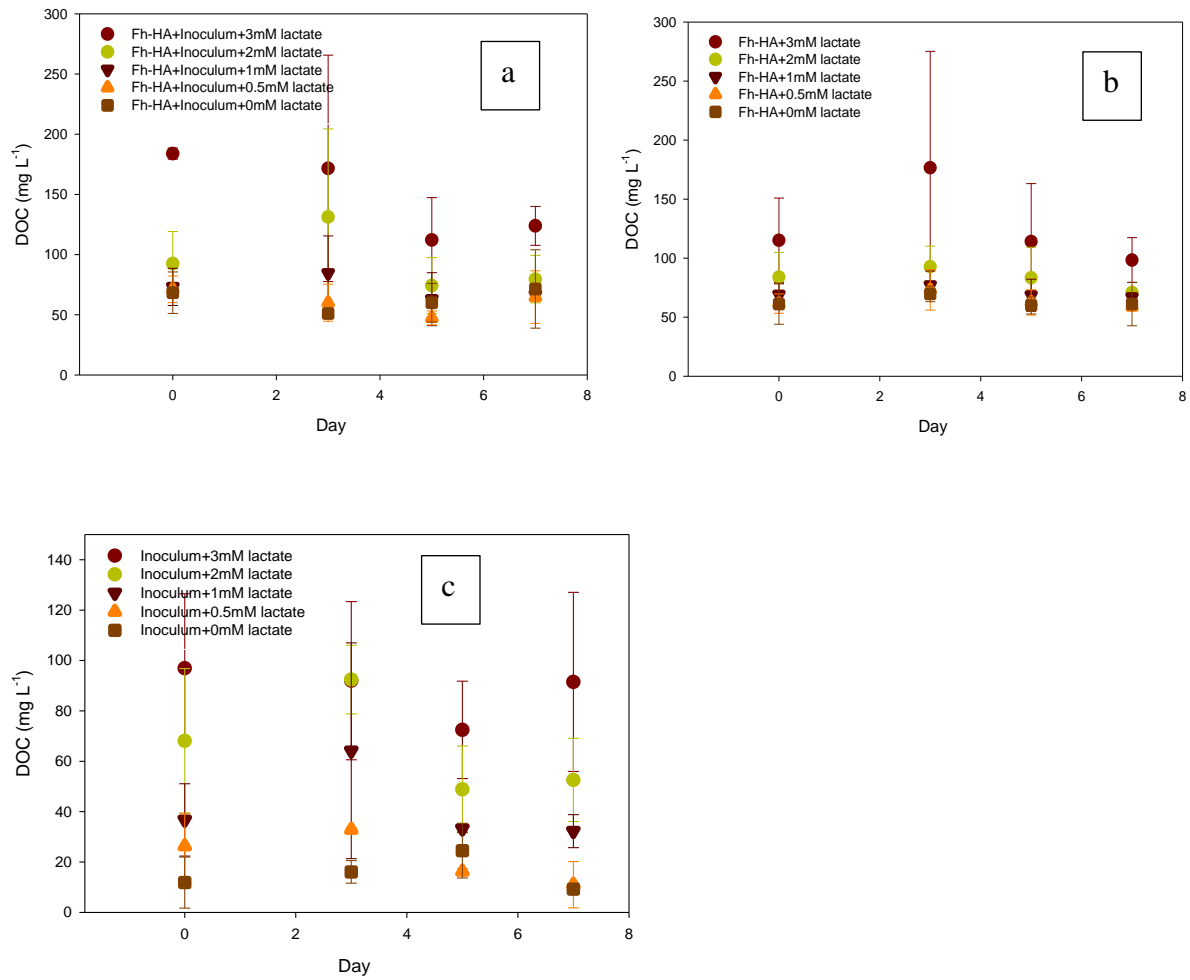 300
250
200
150
100
50
0
DOC (mg L⁻¹)
Fh-HA+Inoculum+3mM lactate
Fh-HA+Inoculum+2mM lactate
Fh-HA+Inoculum+1mM lactate
Fh-HA+Inoculum+0.5mM lactate
Fh-HA+Inoculum+0mM lactate
a
0 2 4 6 8
Day
300
250
200
150
100
50
0
DOC (mg L⁻¹)
Fh-HA+3mM lactate
Fh-HA+2mM lactate
Fh-HA+1mM lactate
Fh-HA+0.5mM lactate
Fh-HA+0mM lactate
b
0 2 4 6 8
Day
140
120
100
80
60
40
20
0
DOC (mg L⁻¹)
Inoculum+3mM lactate
Inoculum+2mM lactate
Inoculum+1mM lactate
Inoculum+0.5mM lactate
Inoculum+0mM lactate
c
0 2 4 6 8
Day